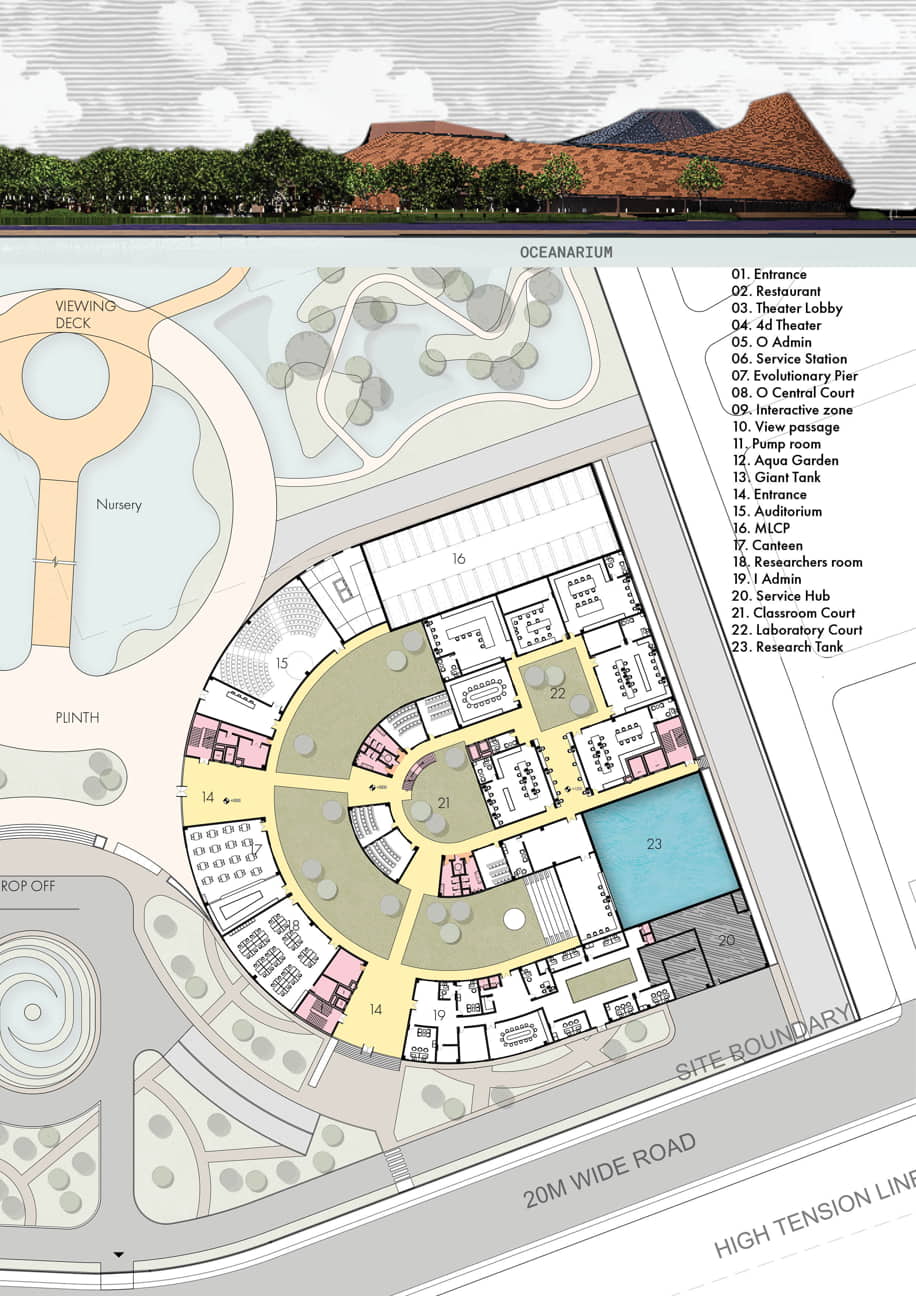 OCEANARIUM
01. Entrance
02. Restaurant
03. Theater Lobby
04. 4d Theater
05. O Admin
06. Service Station
07. Evolutionary Pier
08. O Central Court
09. Interactive zone
10. View passage
11. Pump room
12. Aqua Garden
13. Giant Tank
14. Entrance
15. Auditorium
16. MLCP
17. Canteen
18. Researchers room
19. I Admin
20. Service Hub
21. Classroom Court
22. Laboratory Court
23. Research Tank
VIEWING
DECK
Nursery
PLINTH
ROP OFF
16
15
22
14
21
17
23
18
20
14
19
SITE BOUNDARY
20M WIDE ROAD
HIGH TENSION LINE